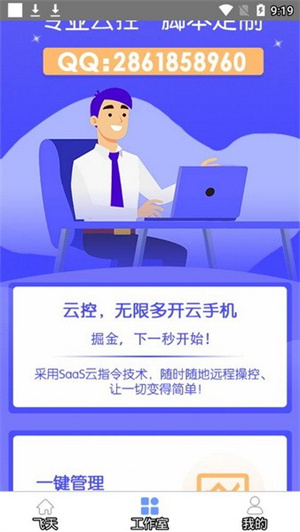 9:19
专业云控 脚本定制
QQ:2861858960
云控，无限多开云手机
掘金，下一秒开始！
采用SaaS云指令技术，随时随地远程操控、
让一切变得简单！
一键管理
飞天
工作室
我的